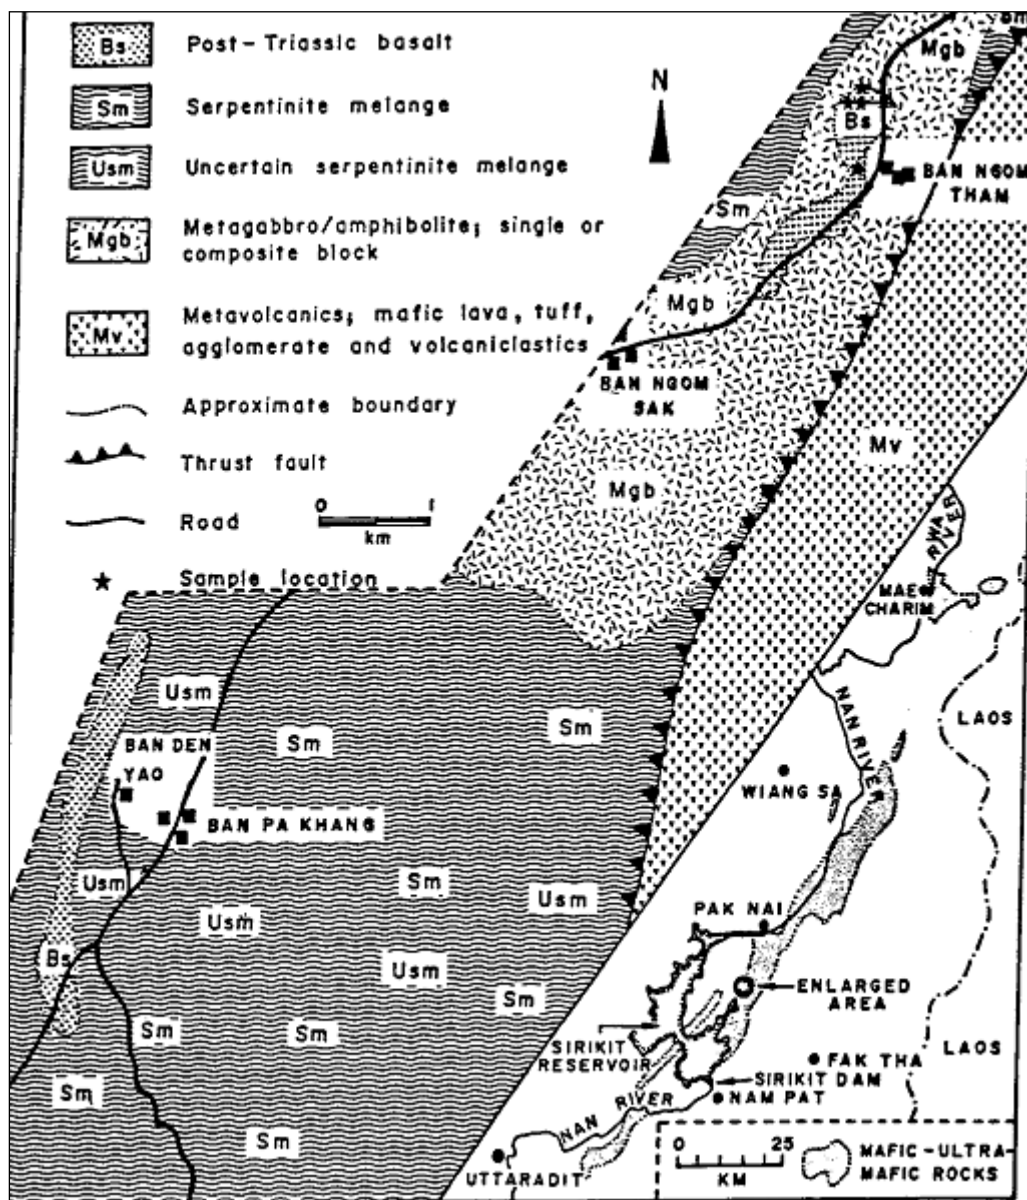 Bs Post-Triassic basalt
Sm Serpentinite melange
Usm Uncertain serpentinite melange
Mgb Metagabbro/amphibolite; single or
composite block
Mv Metavolcanics; mafic lava, tuff,
agglomerate and volcaniclastics
Approximate boundary
Thrust fault
Road
0 1
km
Sample location
N
Mgb
Bs
BAN NGOM
THAM
Sm
Mgb
BAN NGOM
SAK
Mv
Mgb
Usm
Sm
Sm
BAN DEN
YAO
BAN PA KHANG
Usm
Sm
Usm
Usm
Usm
Bs
Sm
Sm
Sm
Sm
Sm
RIVER
MAE
CHARIM
NAN RIVER
LAOS
WIANG SA
PAK NAI
ENLARGED
AREA
SIRIKIT
RESERVOIR
LAOS
FAK THA
SIRIKIT DAM
NAM PAT
NAN RIVER
UTTARADIT
0 25
KM
MAFIC-ULTRA-
MAFIC ROCKS